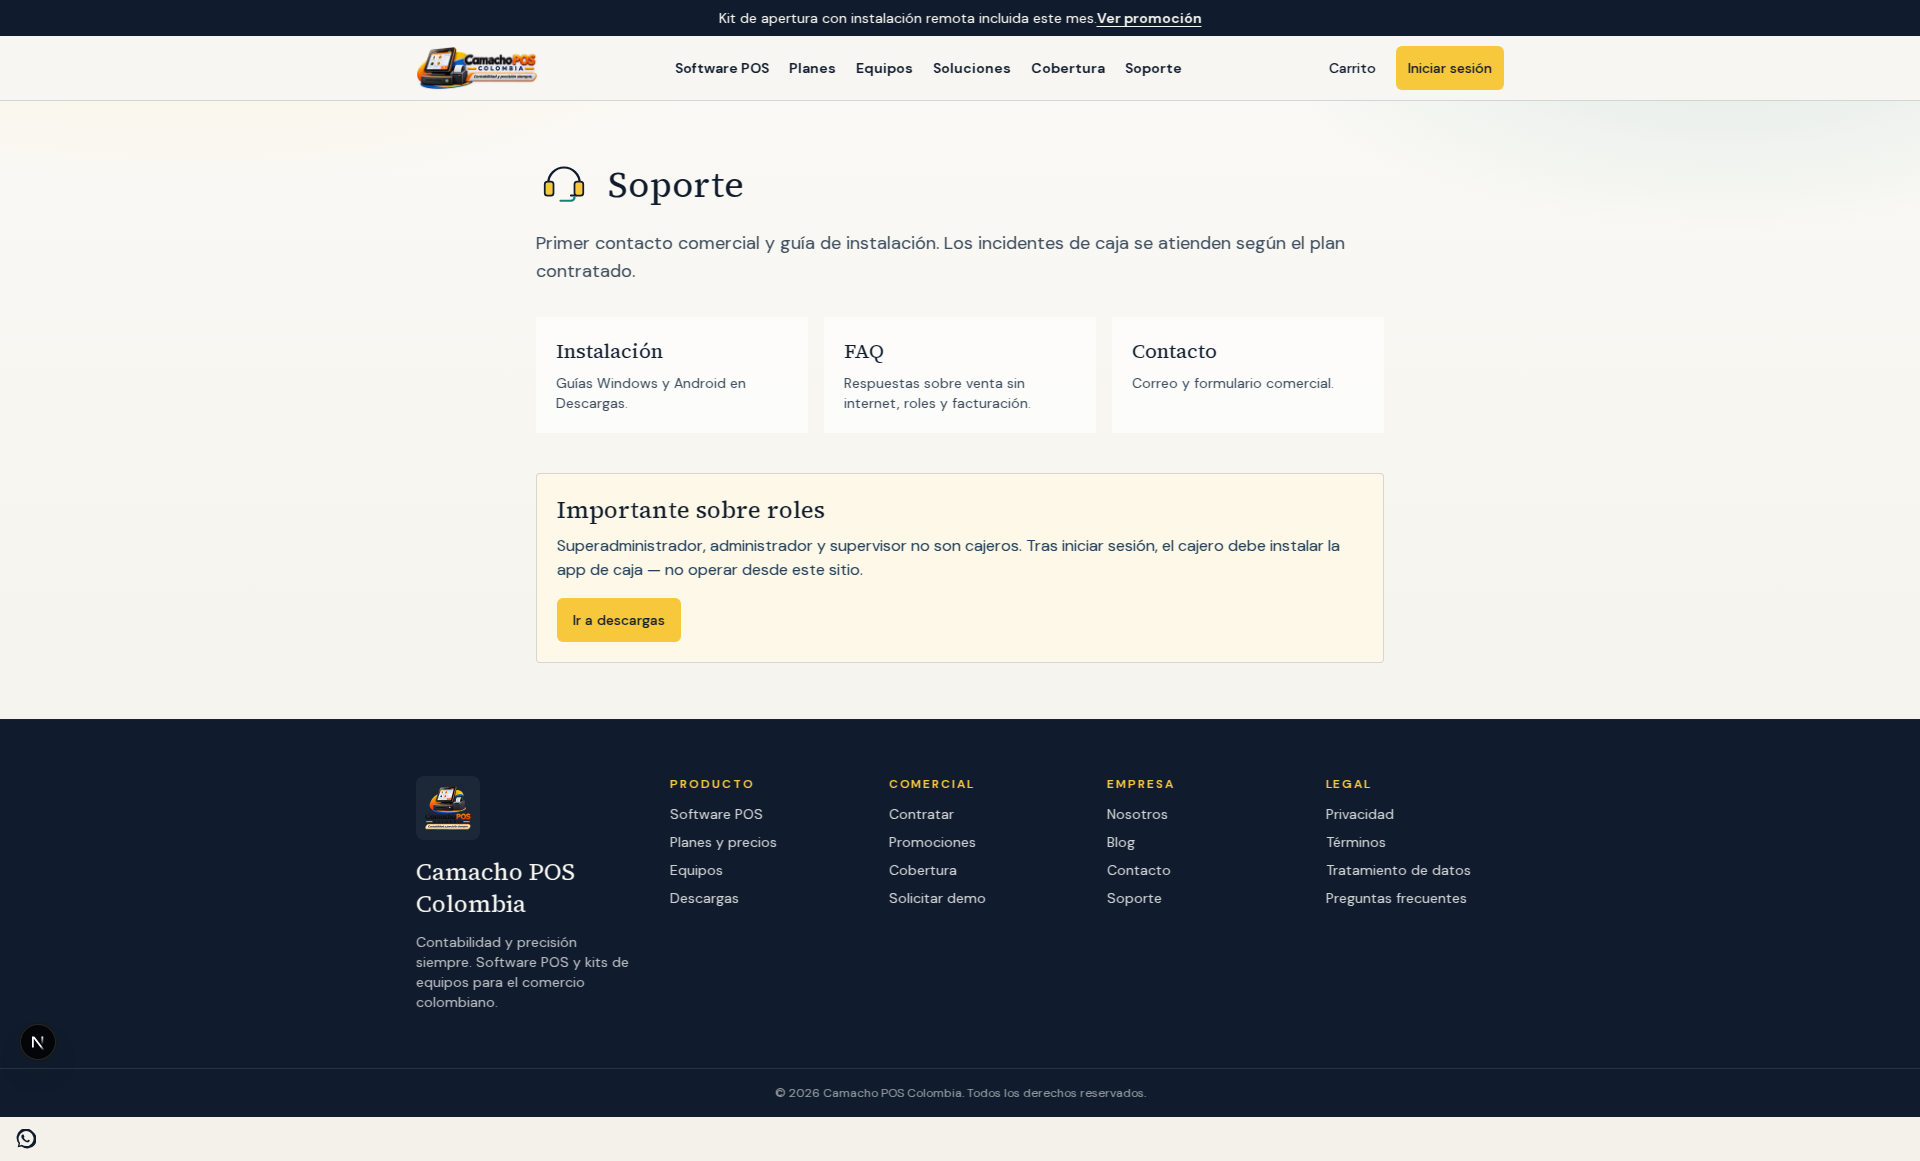 Kit de apertura con instalación remota incluida este mes.Ver promoción
CamachoPOS
COLOMBIA
Contabilidad y precisión siempre.
Software POS
Planes
Equipos
Soluciones
Cobertura
Soporte
Carrito
Iniciar sesión
Soporte
Primer contacto comercial y guía de instalación. Los incidentes de caja se atienden según el plan
contratado.
Instalación
Guías Windows y Android en
Descargas.
FAQ
Respuestas sobre venta sin
internet, roles y facturación.
Contacto
Correo y formulario comercial.
Importante sobre roles
Superadministrador, administrador y supervisor no son cajeros. Tras iniciar sesión, el cajero debe instalar la
app de caja — no operar desde este sitio.
Ir a descargas
Camacho POS
Colombia
Contabilidad y precisión
siempre. Software POS y kits de
equipos para el comercio
colombiano.
PRODUCTO
Software POS
Planes y precios
Equipos
Descargas
COMERCIAL
Contratar
Promociones
Cobertura
Solicitar demo
EMPRESA
Nosotros
Blog
Contacto
Soporte
LEGAL
Privacidad
Términos
Tratamiento de datos
Preguntas frecuentes
© 2026 Camacho POS Colombia. Todos los derechos reservados.